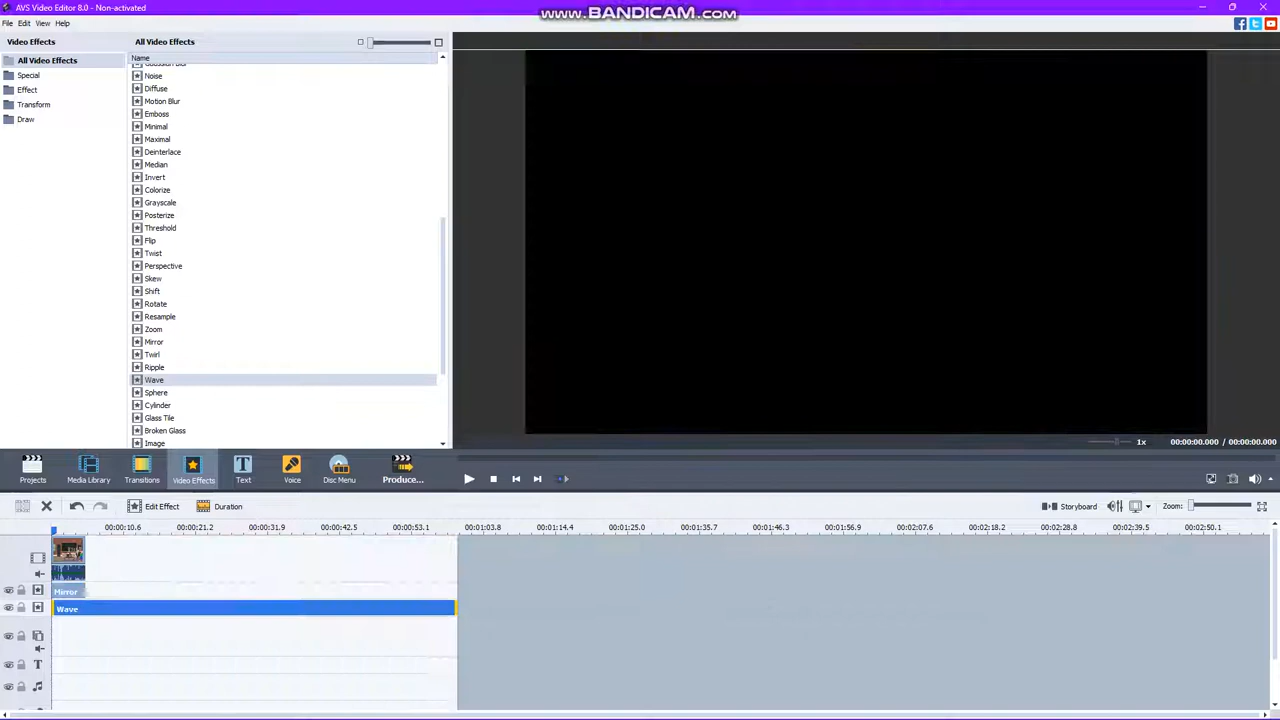 AVS Video Editor 8.0 - Non-activated
www.BANDICAM.com
File Edit View Help
Video Effects
All Video Effects
All Video Effects
Special
Effect
Transform
Draw
Name
Gaussian Blur
Noise
Diffuse
Motion Blur
Emboss
Minimal
Maximal
Deinterlace
Median
Invert
Colorize
Grayscale
Posterize
Threshold
Flip
Twist
Perspective
Skew
Shift
Rotate
Resample
Zoom
Mirror
Twirl
Ripple
Wave
Sphere
Cylinder
Glass Tile
Broken Glass
Image
1x 00:00:00.000 / 00:00:00.000
Projects Media Library Transitions Video Effects Text Voice Disc Menu Produce...
Edit Effect Duration Storyboard Zoom:
00:00:10.6 00:00:21.2 00:00:31.9 00:00:42.5 00:00:53.1 00:01:03.8 00:01:14.4 00:01:25.0 00:01:35.7 00:01:46.3 00:01:56.9 00:02:07.6 00:02:18.2 00:02:28.8 00:02:39.5 00:02:50.1
Mirror
Wave
T